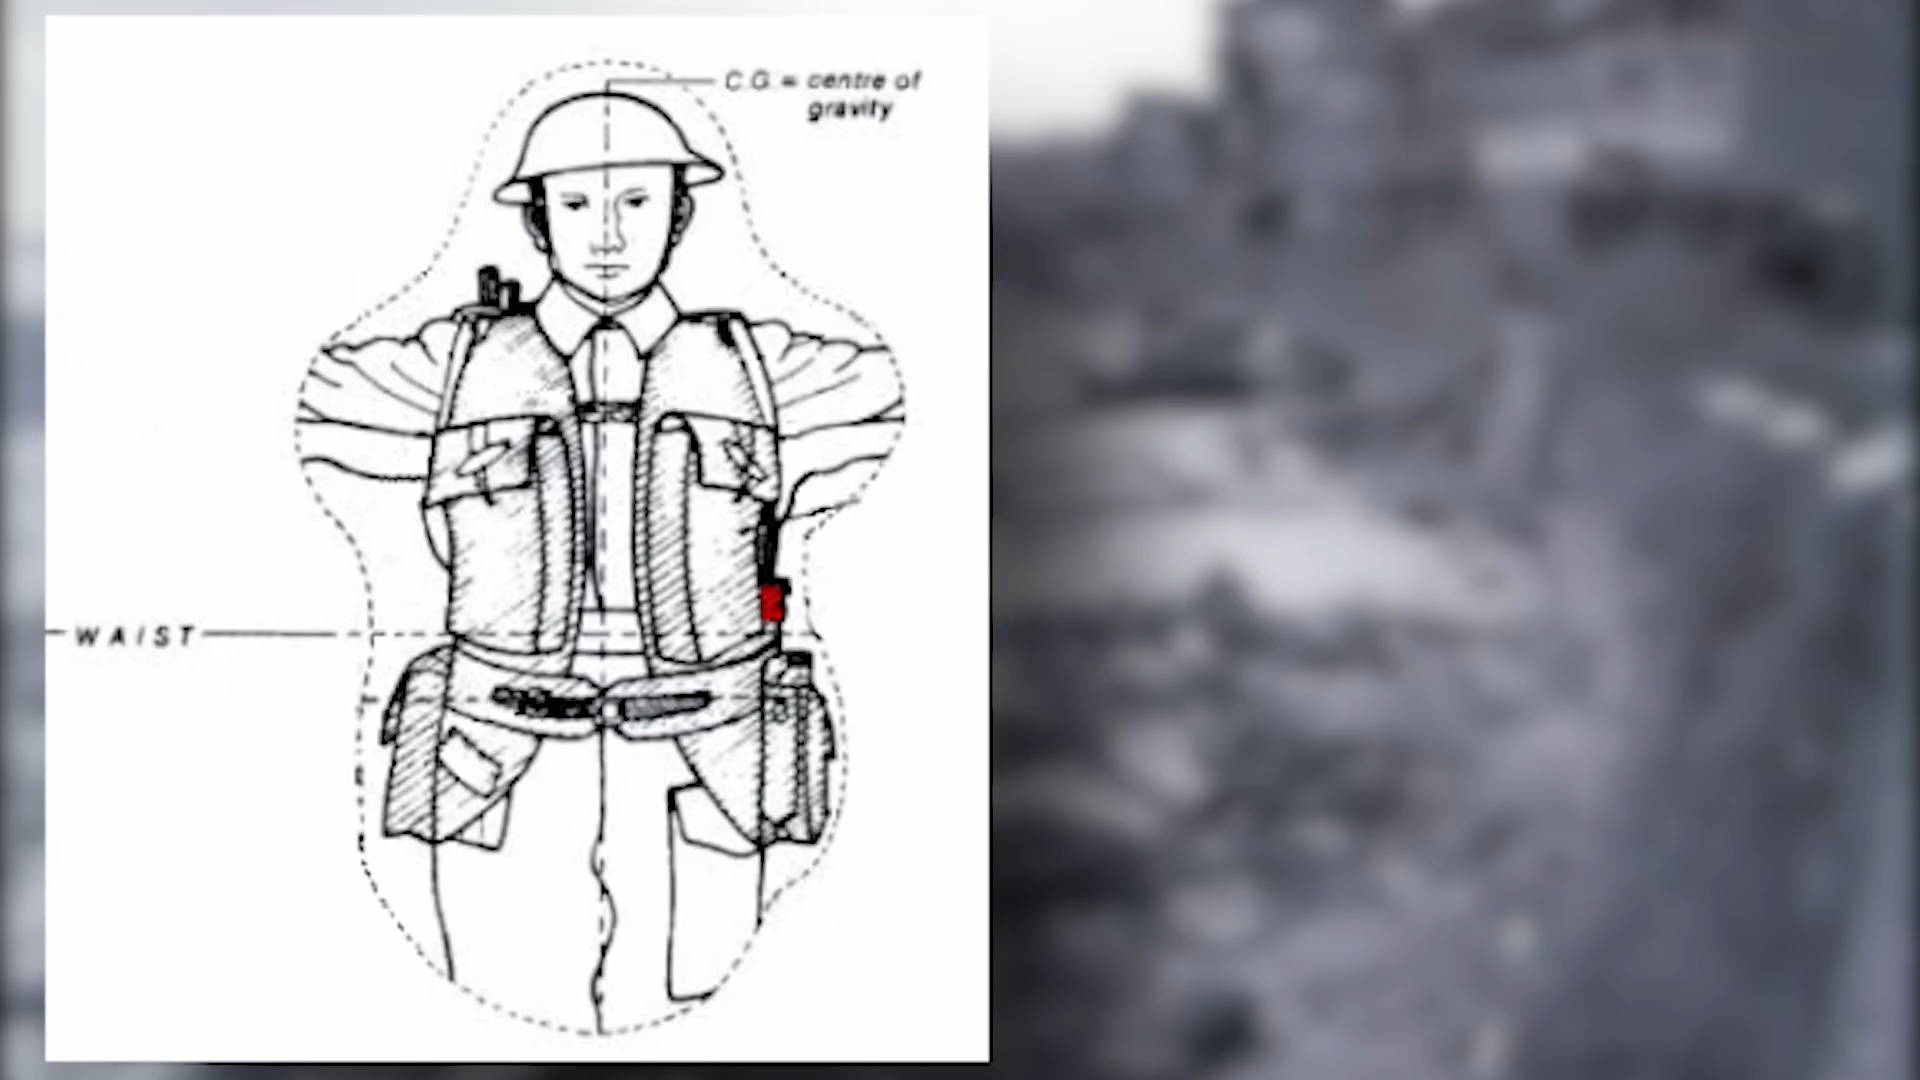 C.G. = centre of
gravity
WAIST